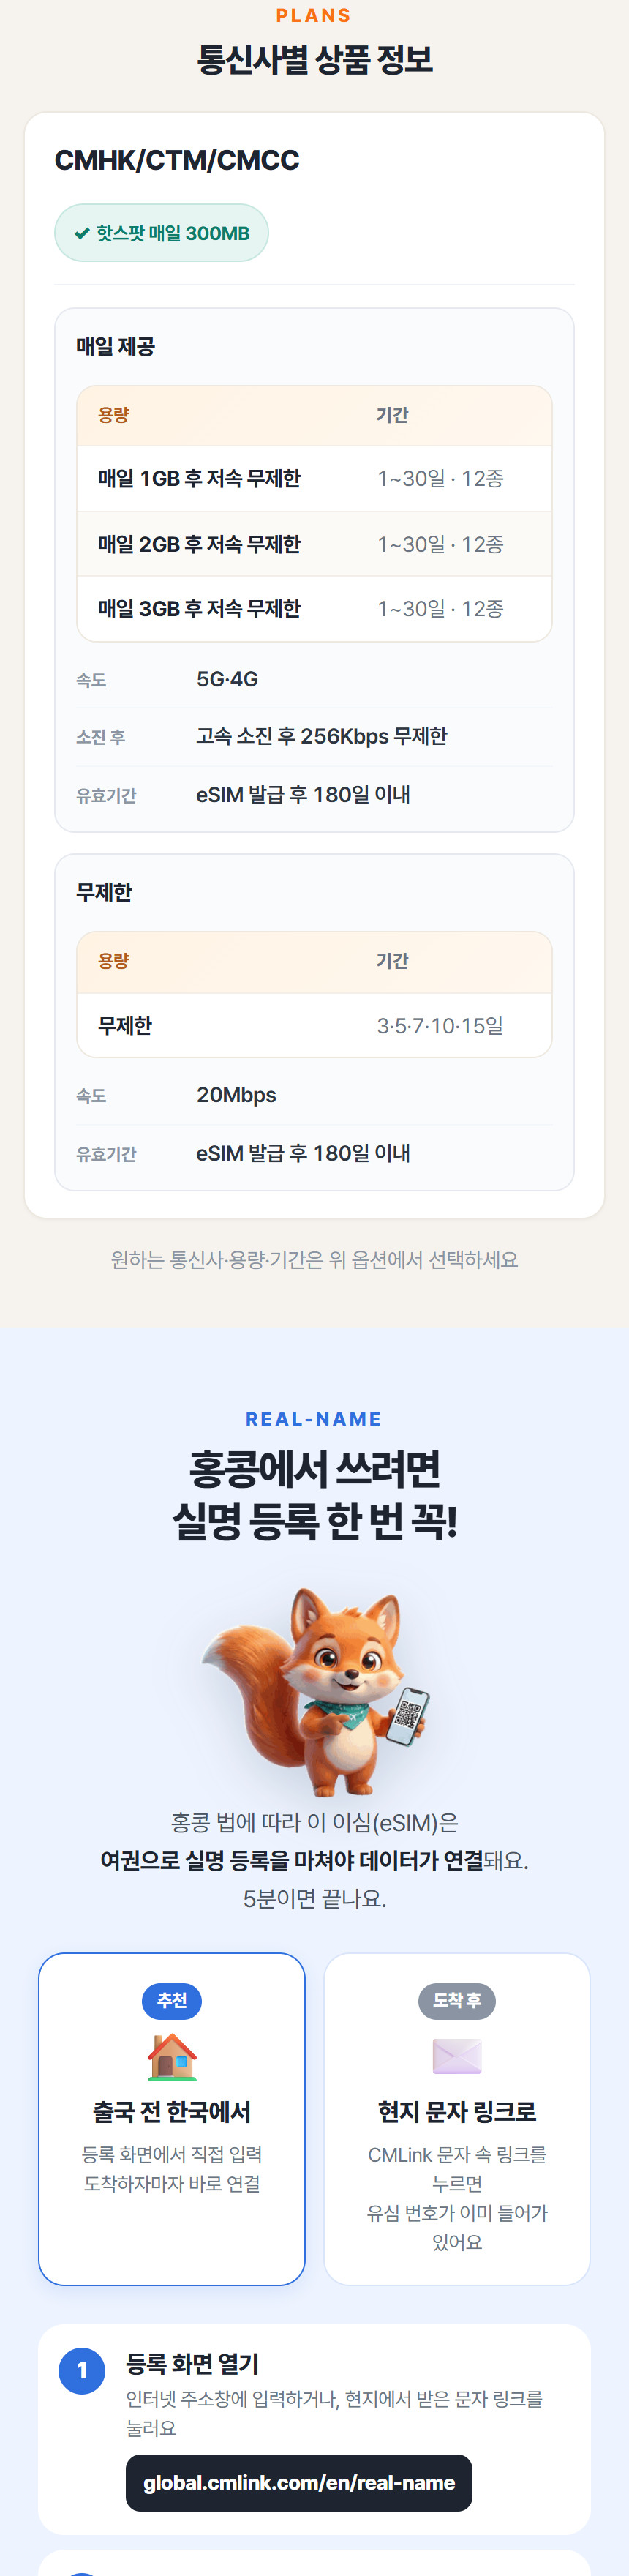 PLANS
통신사별 상품 정보
CMHK/CTM/CMCC
✓ 핫스팟 매일 300MB
매일 제공
용량 기간
매일 1GB 후 저속 무제한 1~30일 · 12종
매일 2GB 후 저속 무제한 1~30일 · 12종
매일 3GB 후 저속 무제한 1~30일 · 12종
속도 5G·4G
소진 후 고속 소진 후 256Kbps 무제한
유효기간 eSIM 발급 후 180일 이내
무제한
용량 기간
무제한 3·5·7·10·15일
속도 20Mbps
유효기간 eSIM 발급 후 180일 이내
원하는 통신사·용량·기간은 위 옵션에서 선택하세요
REAL-NAME
홍콩에서 쓰려면
실명 등록 한 번 꼭!
홍콩 법에 따라 이 이심(eSIM)은
여권으로 실명 등록을 마쳐야 데이터가 연결돼요.
5분이면 끝나요.
추천
출국 전 한국에서
등록 화면에서 직접 입력
도착하자마자 바로 연결
도착 후
현지 문자 링크로
CMLink 문자 속 링크를
누르면
유심 번호가 이미 들어가
있어요
1
등록 화면 열기
인터넷 주소창에 입력하거나, 현지에서 받은 문자 링크를
눌러요
global.cmlink.com/en/real-name